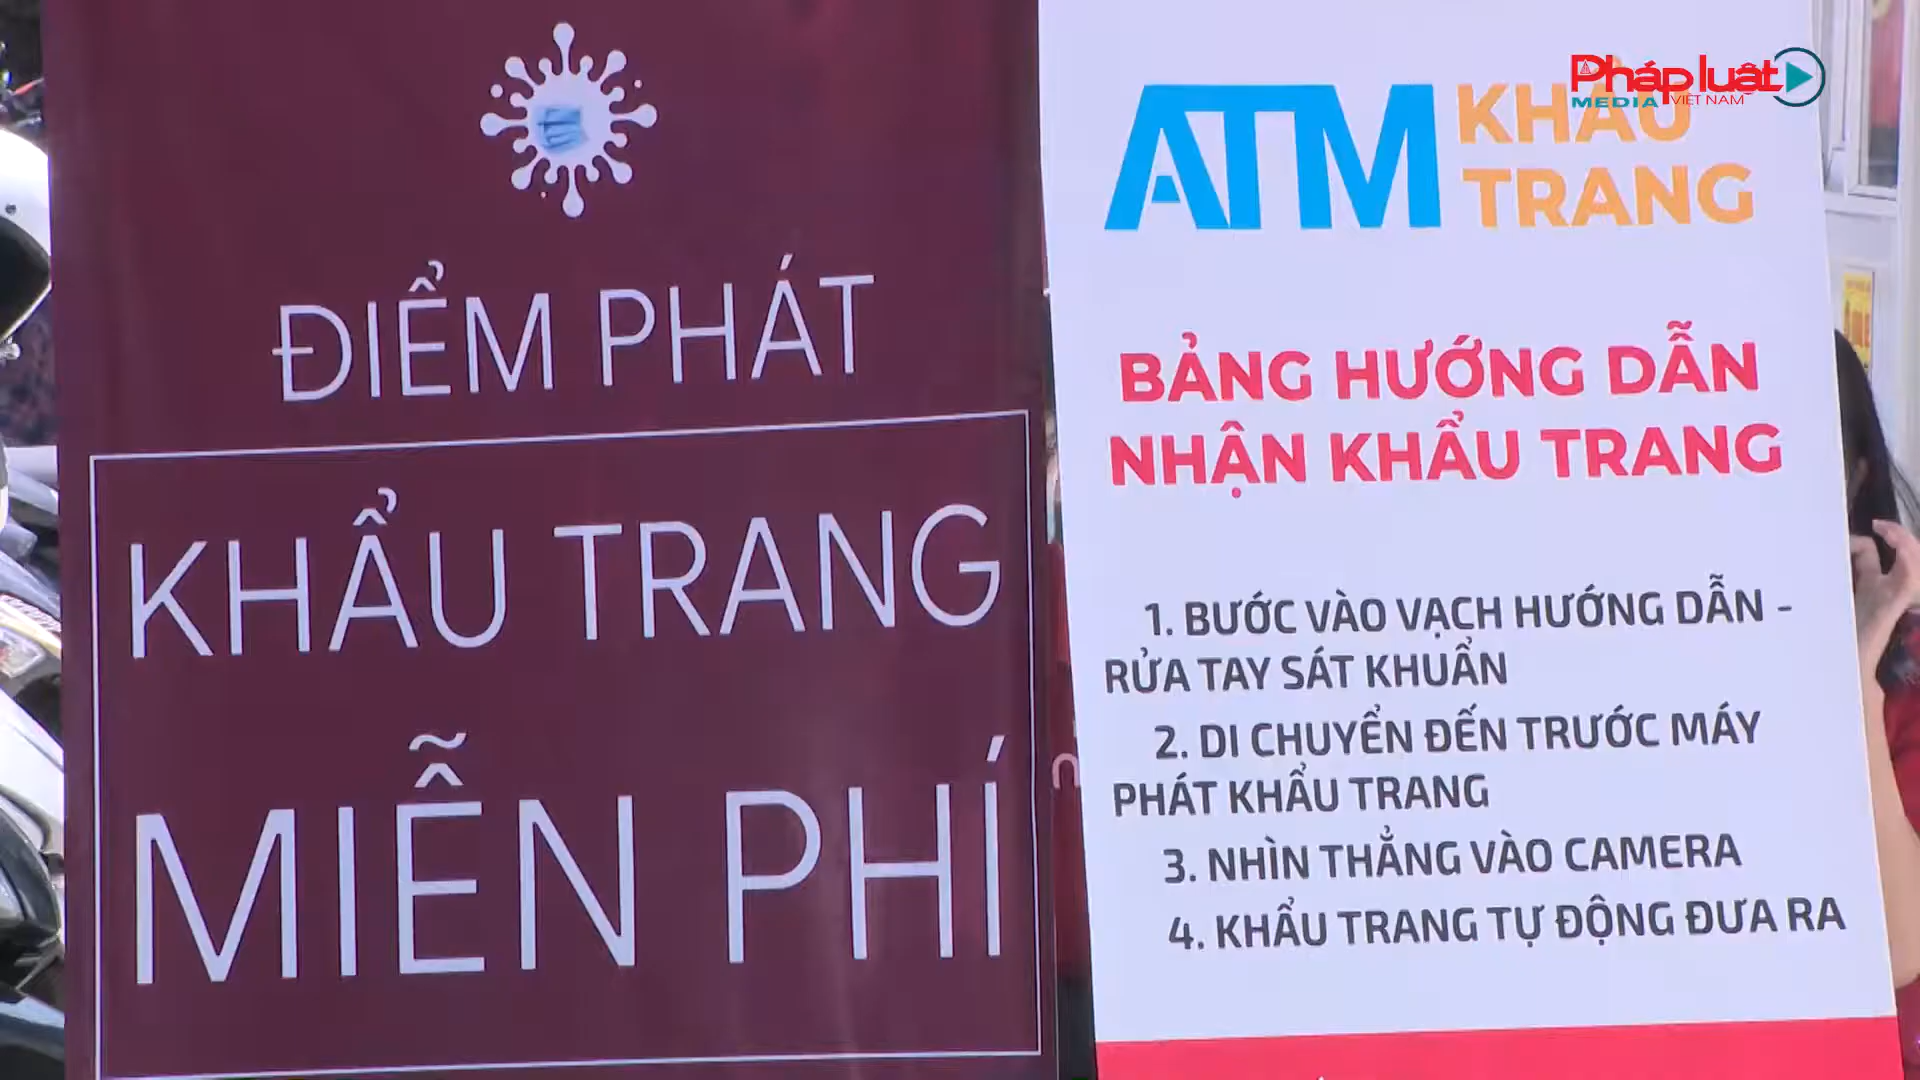 ĐIỂM PHÁT
KHẨU TRANG
MIỄN PHÍ
Pháp luật
MEDIA VIỆT NAM
ATM KHẨU
TRANG
BẢNG HƯỚNG DẪN
NHẬN KHẨU TRANG
1. BƯỚC VÀO VẠCH HƯỚNG DẪN -
RỬA TAY SÁT KHUẨN
2. DI CHUYỂN ĐẾN TRƯỚC MÁY
PHÁT KHẨU TRANG
3. NHÌN THẲNG VÀO CAMERA
4. KHẨU TRANG TỰ ĐỘNG ĐƯA RA